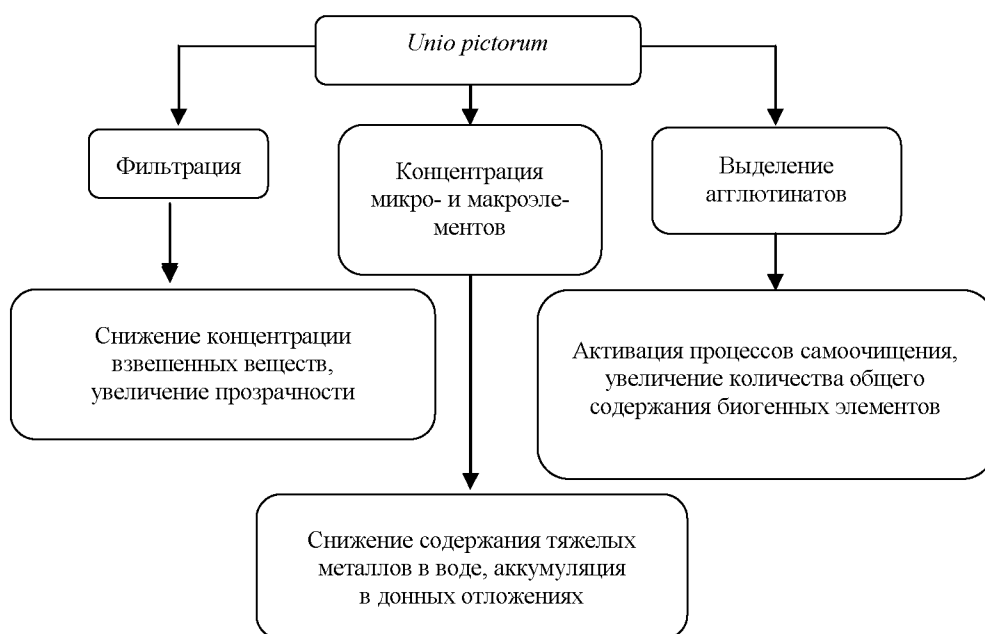 Unio pictorum
Фильтрация
Концентрация
микро- и макроэле-
ментов
Выделение
агглютинатов
Снижение концентрации
взвешенных веществ,
увеличение прозрачности
Активация процессов самоочищения,
увеличение количества общего
содержания биогенных элементов
Снижение содержания тяжелых
металлов в воде, аккумуляция
в донных отложениях